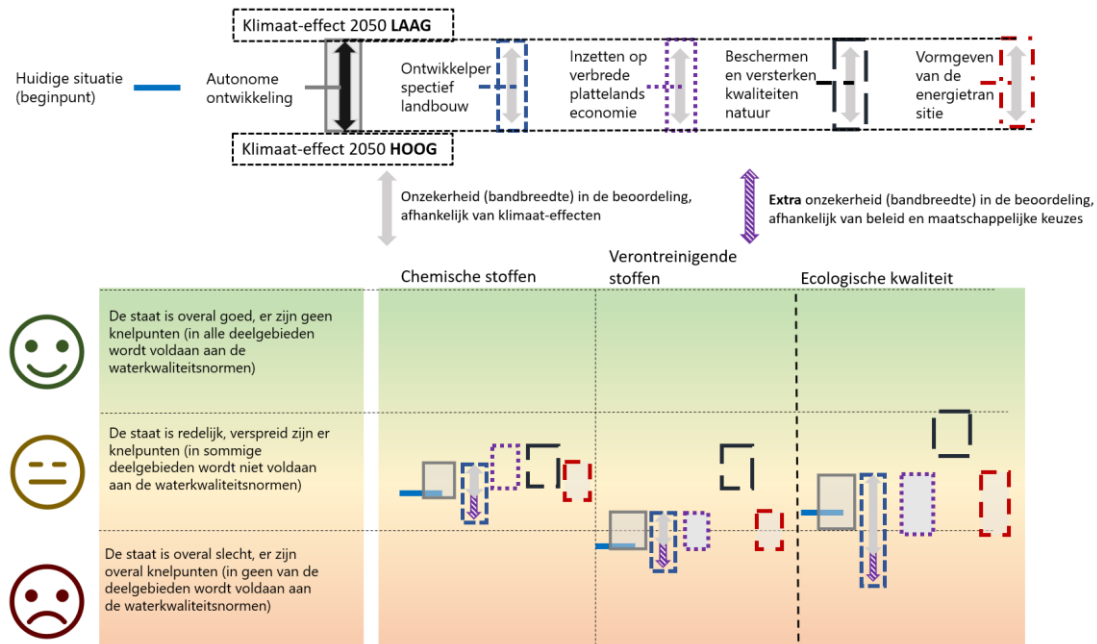 Klimaat-effect 2050 LAAG
Huidige situatie
(beginpunt)
Autonome
ontwikkeling
Ontwikkelper
spectief
landbouw
Inzetten op
verbrede
plattelands
economie
Beschermen
en versterken
kwaliteiten
natuur
Vormgeven
van de
energietran
sitie
Klimaat-effect 2050 HOOG
Onzekerheid (bandbreedte) in de beoordeling,
afhankelijk van klimaat-effecten
Extra onzekerheid (bandbreedte) in de beoordeling,
afhankelijk van beleid en maatschappelijke keuzes
Chemische stoffen
Verontreinigende
stoffen
Ecologische kwaliteit
De staat is overal goed, er zijn geen
knelpunten (in alle deelgebieden
wordt voldaan aan de
waterkwaliteitsnormen)
De staat is redelijk, verspreid zijn er
knelpunten (in sommige
deelgebieden wordt niet voldaan
aan de waterkwaliteitsnormen)
De staat is overal slecht, er zijn
overal knelpunten (in geen van de
deelgebieden wordt voldaan aan
de waterkwaliteitsnormen)